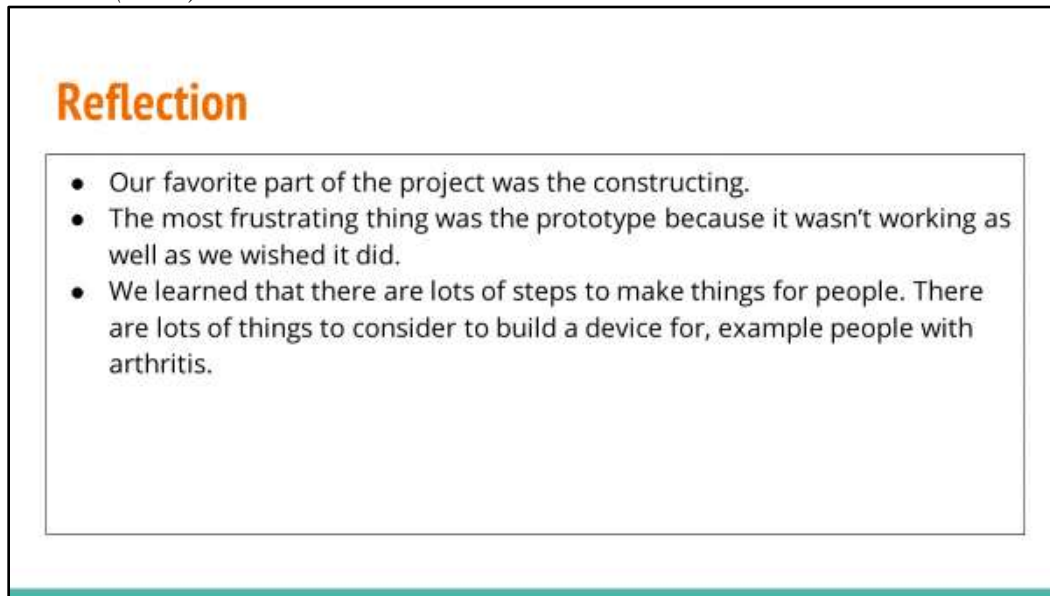 Reflection
● Our favorite part of the project was the constructing.
● The most frustrating thing was the prototype because it wasn’t working as
well as we wished it did.
● We learned that there are lots of steps to make things for people. There
are lots of things to consider to build a device for, example people with
arthritis.